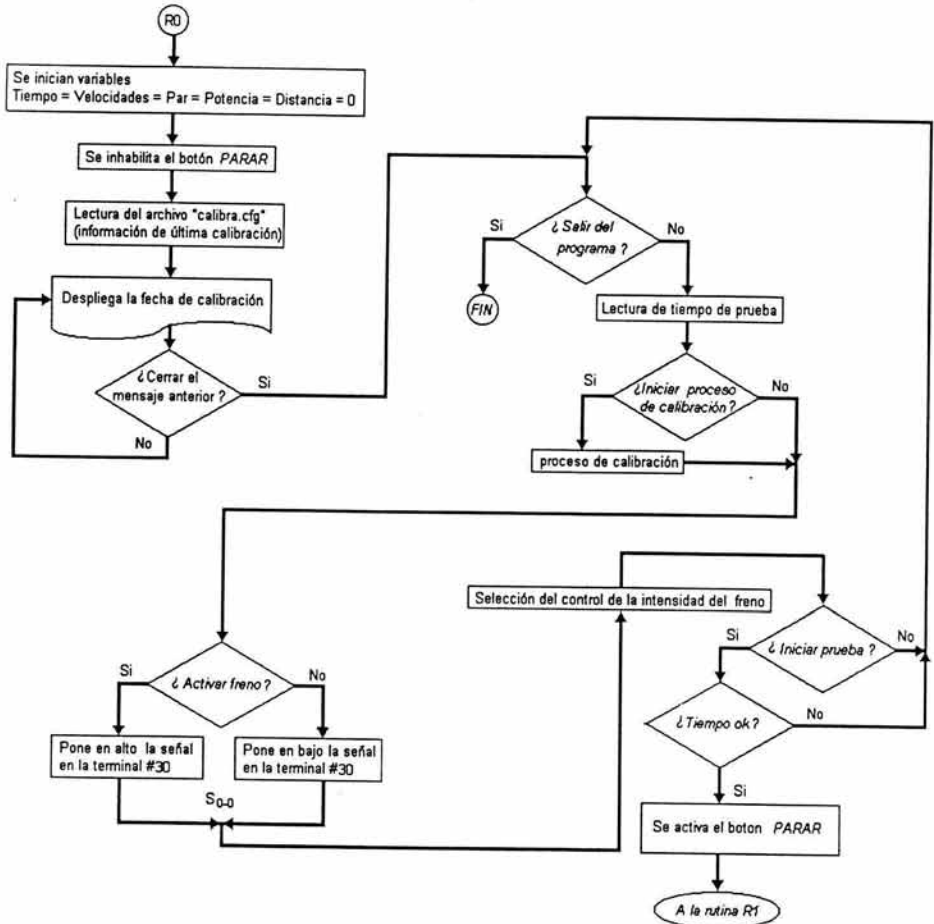 R0
Se inician variables
Tiempo = Velocidades = Par = Potencia = Distancia = 0
Se inhabilita el botón PARAR
Lectura del archivo "calibra.cfg"
(información de última calibración)
Despliega la fecha de calibración
¿Cerrar el
mensaje anterior?
Si
No
¿Salir del
programa?
Si
No
FIN
Lectura de tiempo de prueba
¿Iniciar proceso
de calibración?
Si
No
proceso de calibración
¿Activar freno?
Si
No
Pone en alto la señal
en la terminal #30
Pone en bajo la señal
en la terminal #30
S0-0
Selección del control de la intensidad del freno
¿Iniciar prueba?
Si
No
¿Tiempo ok?
No
Si
Se activa el boton PARAR
A la rutina R1